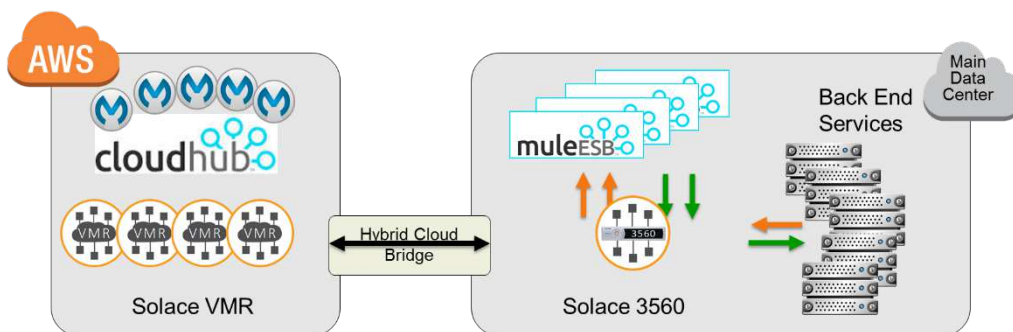 AWS
cloudhub
VMR
VMR
VMR
VMR
Solace VMR
Hybrid Cloud
Bridge
muleESB
3560
Solace 3560
Back End
Services
Main
Data
Center